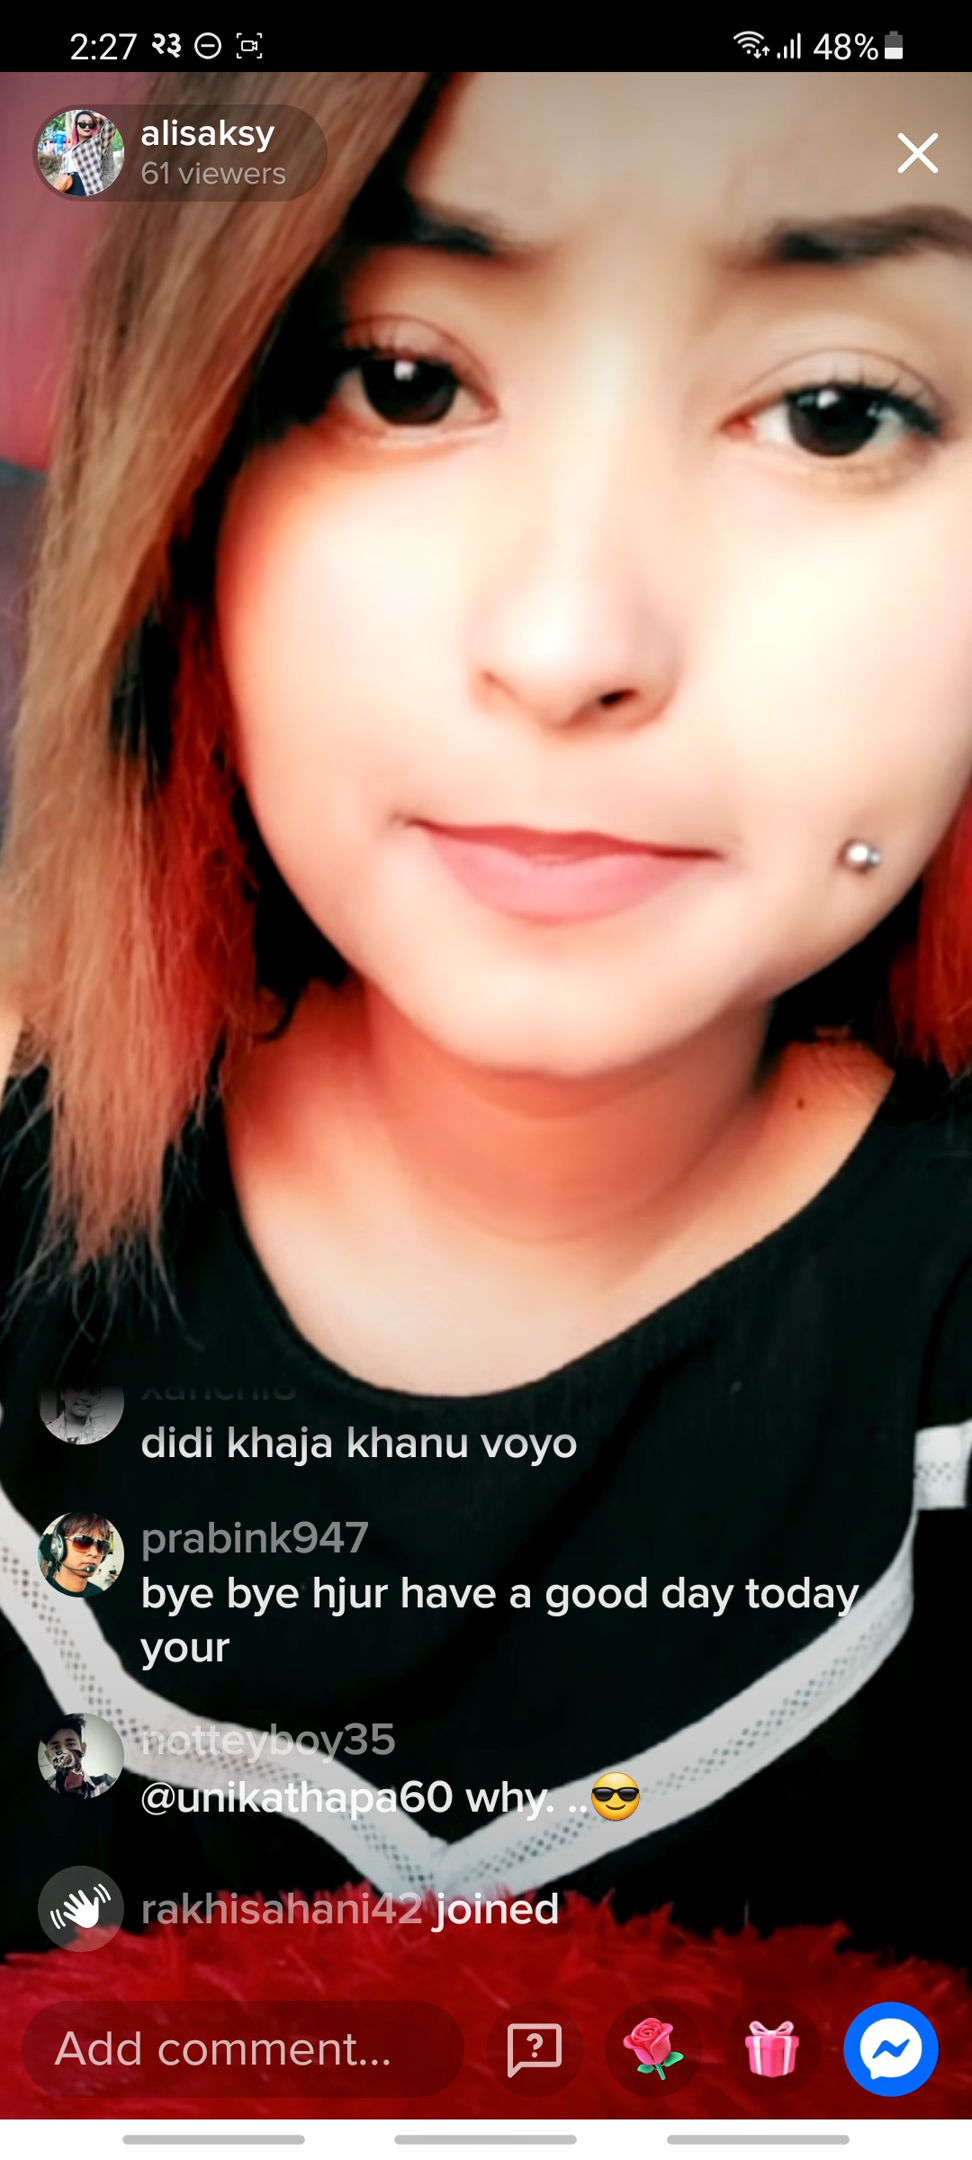 2:27 २३ 48%
alisaksy
61 viewers
didi khaja khanu voyo
prabink947
bye bye hjur have a good day today
your
notteyboy35
@unikathapa60 why. ..😎
rakhisahani42 joined
Add comment...